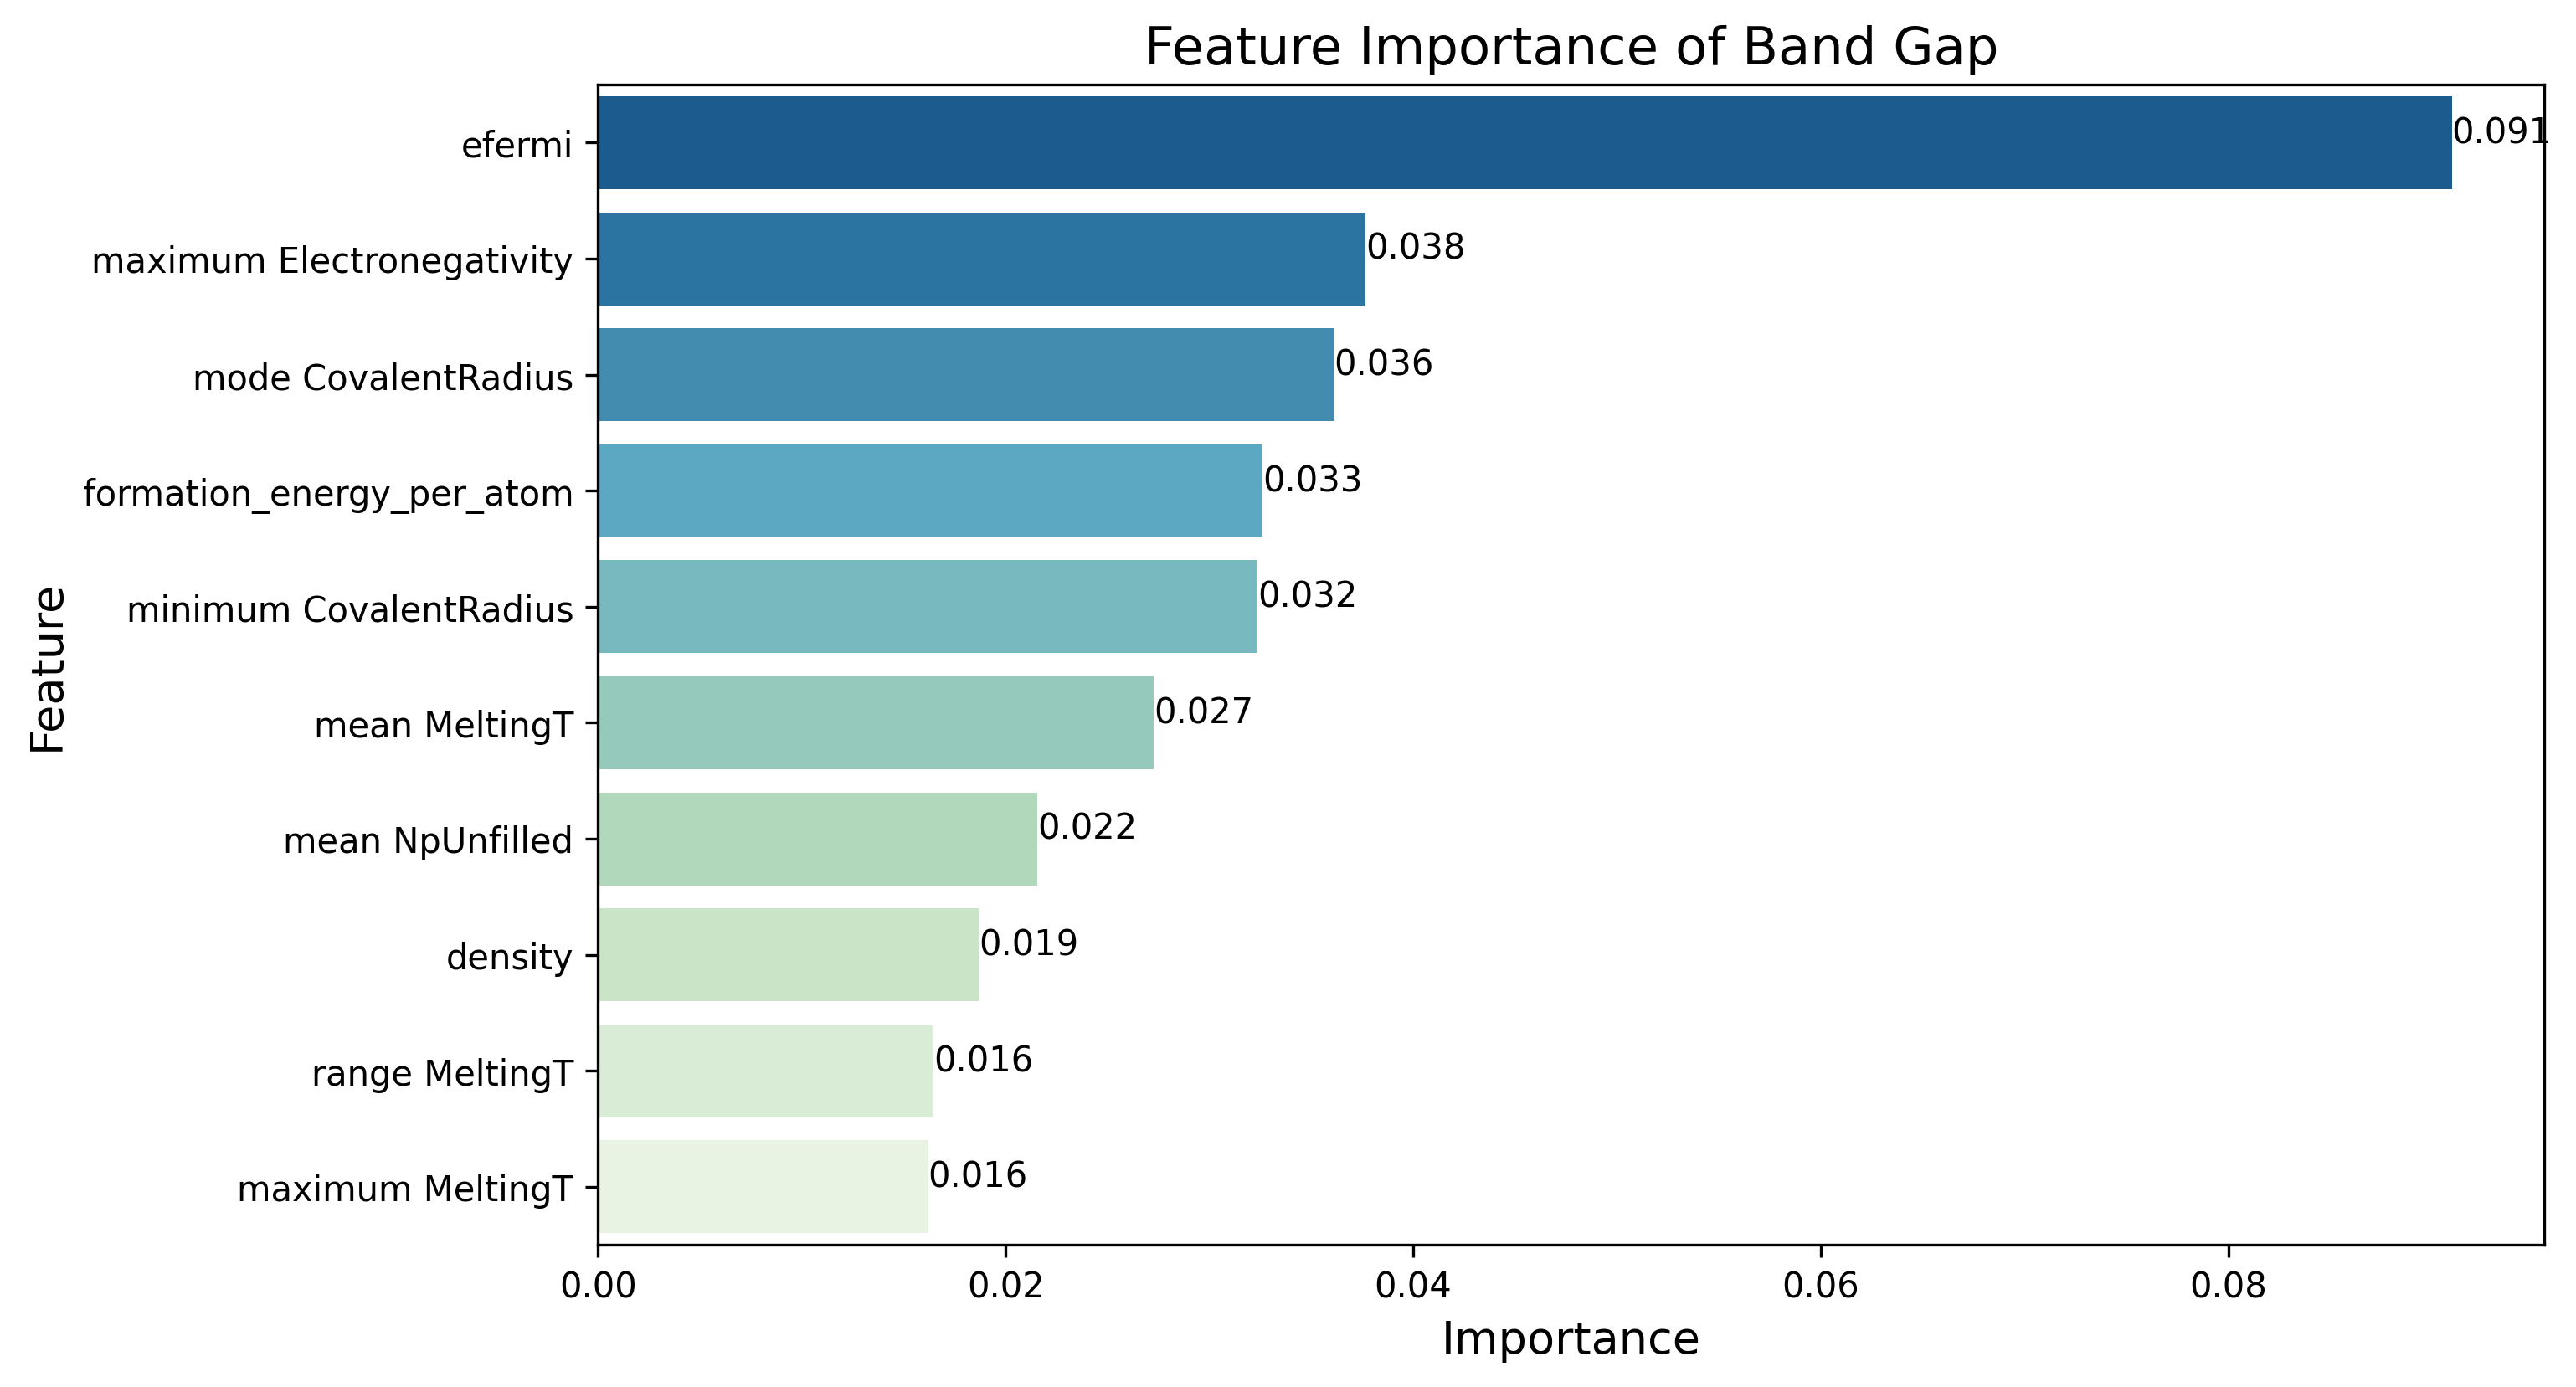 Feature Importance of Band Gap
efermi
0.091
maximum Electronegativity
0.038
mode CovalentRadius
0.036
formation_energy_per_atom
0.033
minimum CovalentRadius
0.032
mean MeltingT
0.027
mean NpUnfilled
0.022
density
0.019
range MeltingT
0.016
maximum MeltingT
0.016
Feature
0.00
0.02
0.04
0.06
0.08
Importance